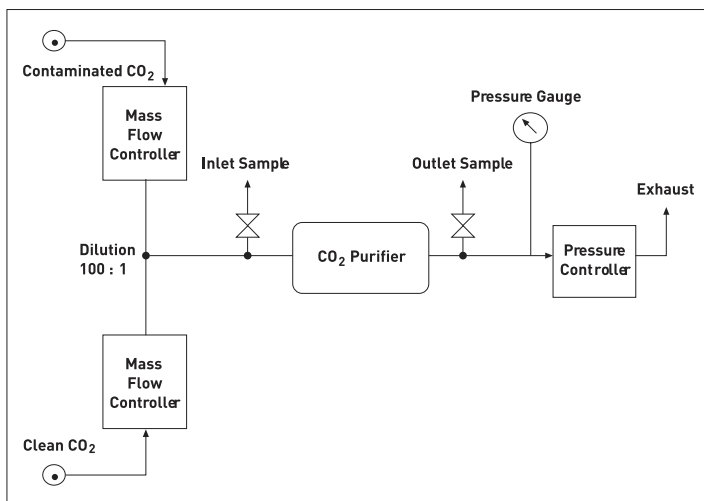 Contaminated CO₂
Mass
Flow
Controller
Pressure Gauge
Inlet Sample
Outlet Sample
Exhaust
Dilution
100 : 1
CO₂ Purifier
Pressure
Controller
Mass
Flow
Controller
Clean CO₂